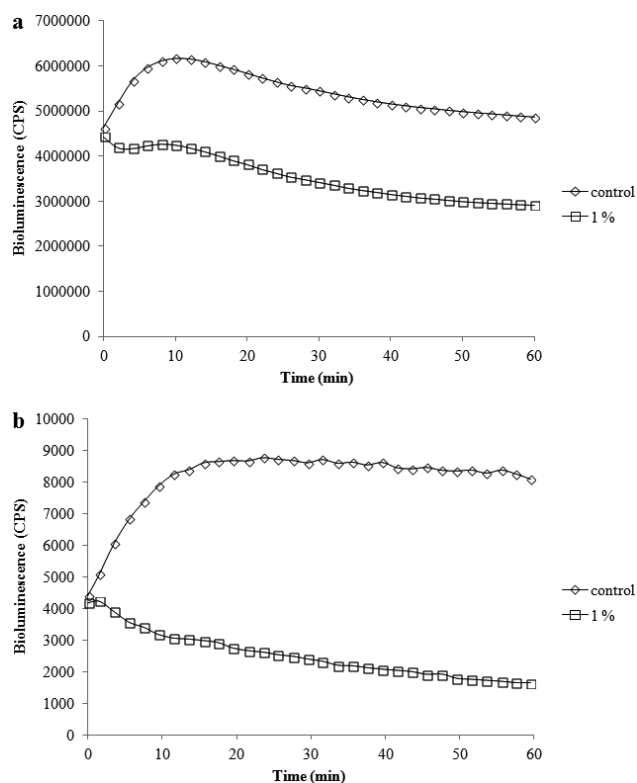 a
7000000
6000000
5000000
4000000
3000000
2000000
1000000
0
Bioluminescence (CPS)
0 10 20 30 40 50 60
Time (min)
control
1 %
b
10000
9000
8000
7000
6000
5000
4000
3000
2000
1000
0
Bioluminescence (CPS)
0 10 20 30 40 50 60
Time (min)
control
1 %